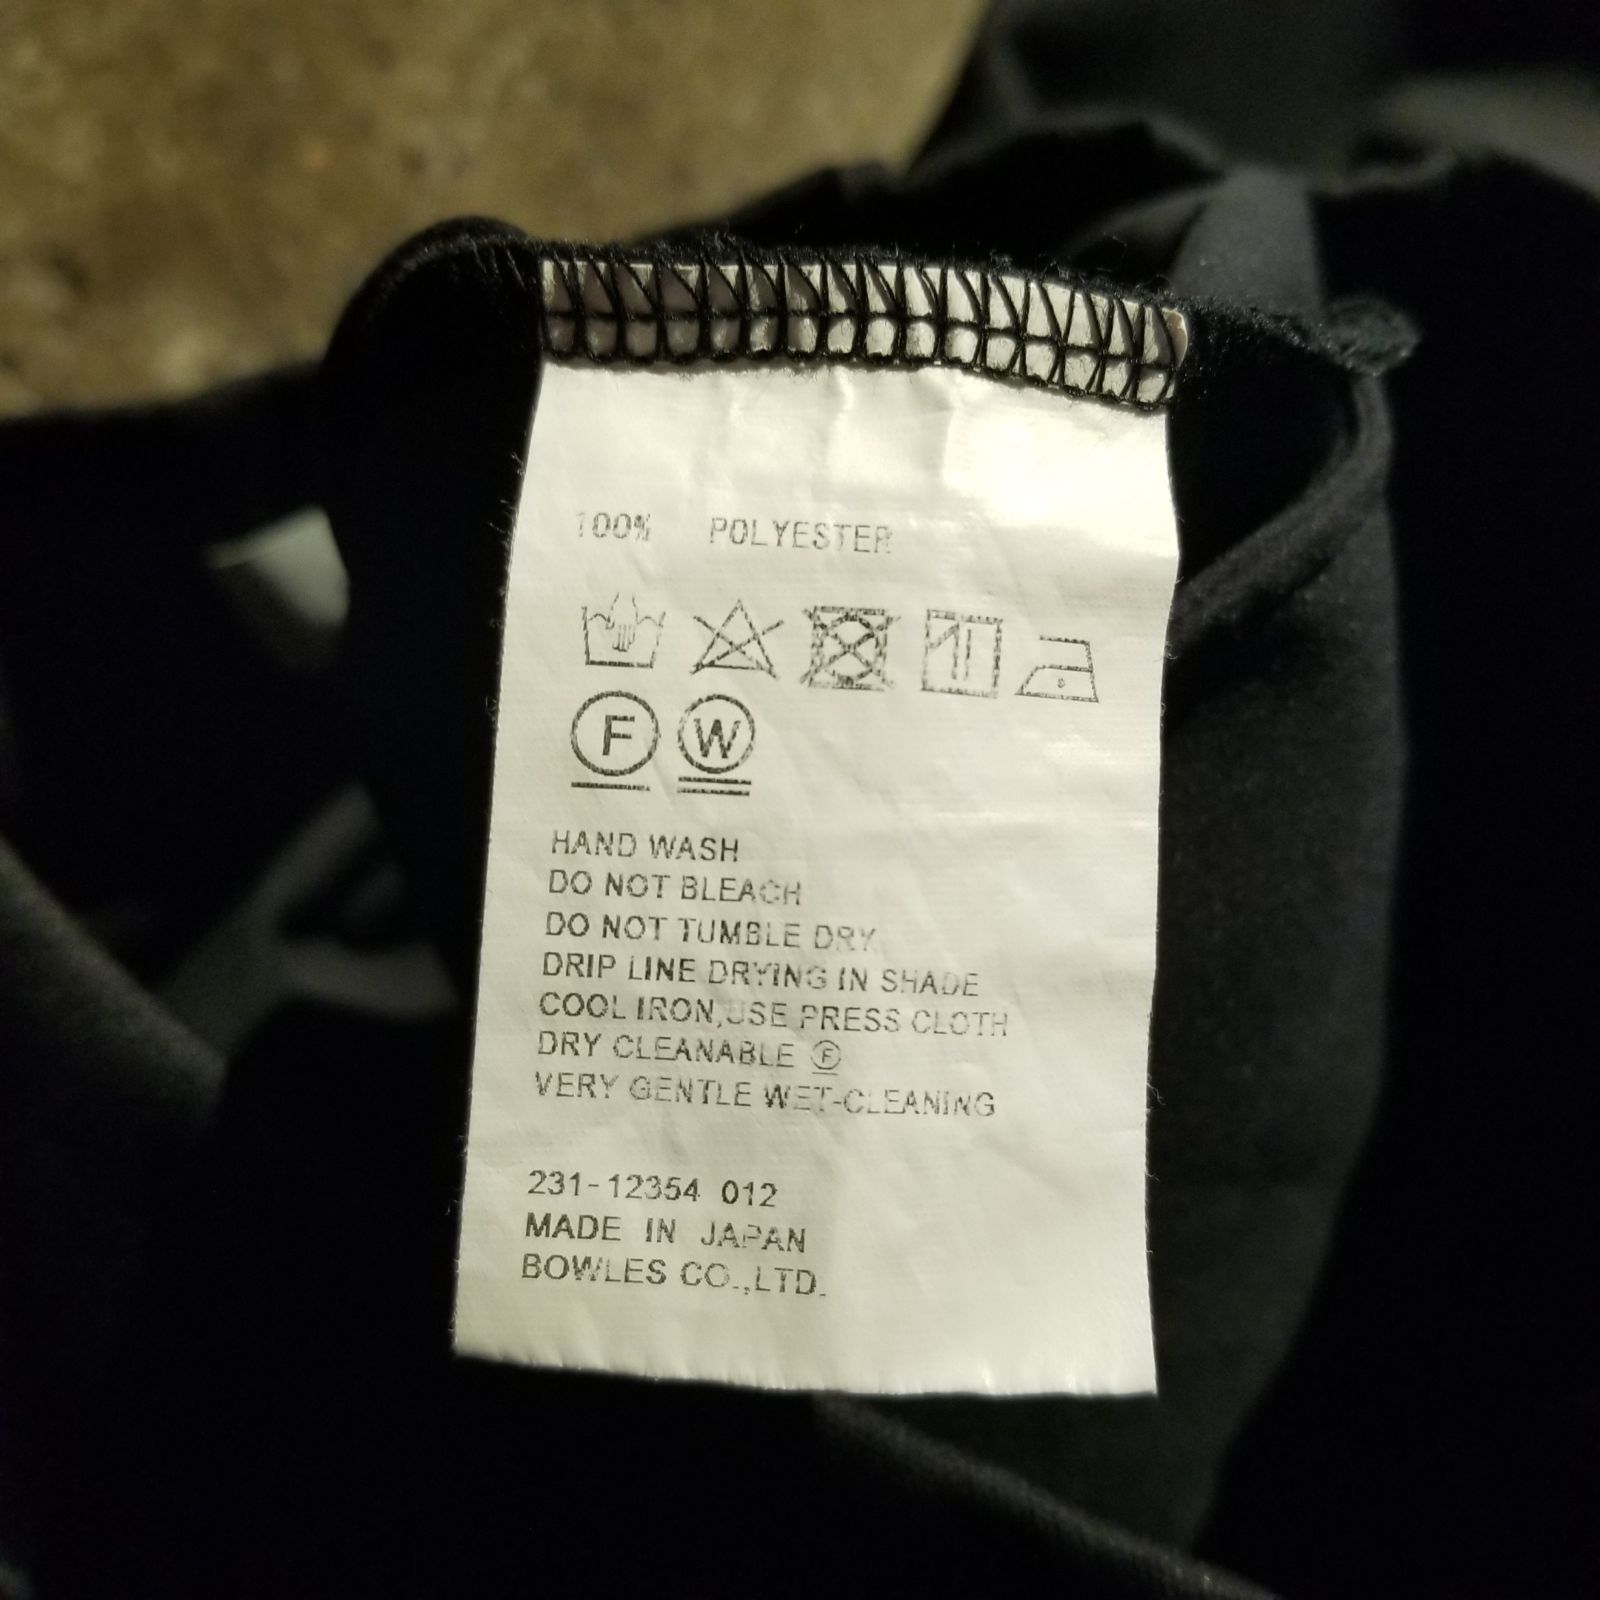 100% POLYESTER
F W
HAND WASH
DO NOT BLEACH
DO NOT TUMBLE DRY
DRIP LINE DRYING IN SHADE
COOL IRON,USE PRESS CLOTH
DRY CLEANABLE Ⓕ
VERY GENTLE WET-CLEANING
231-12354 012
MADE IN JAPAN
BOWLES CO.,LTD.